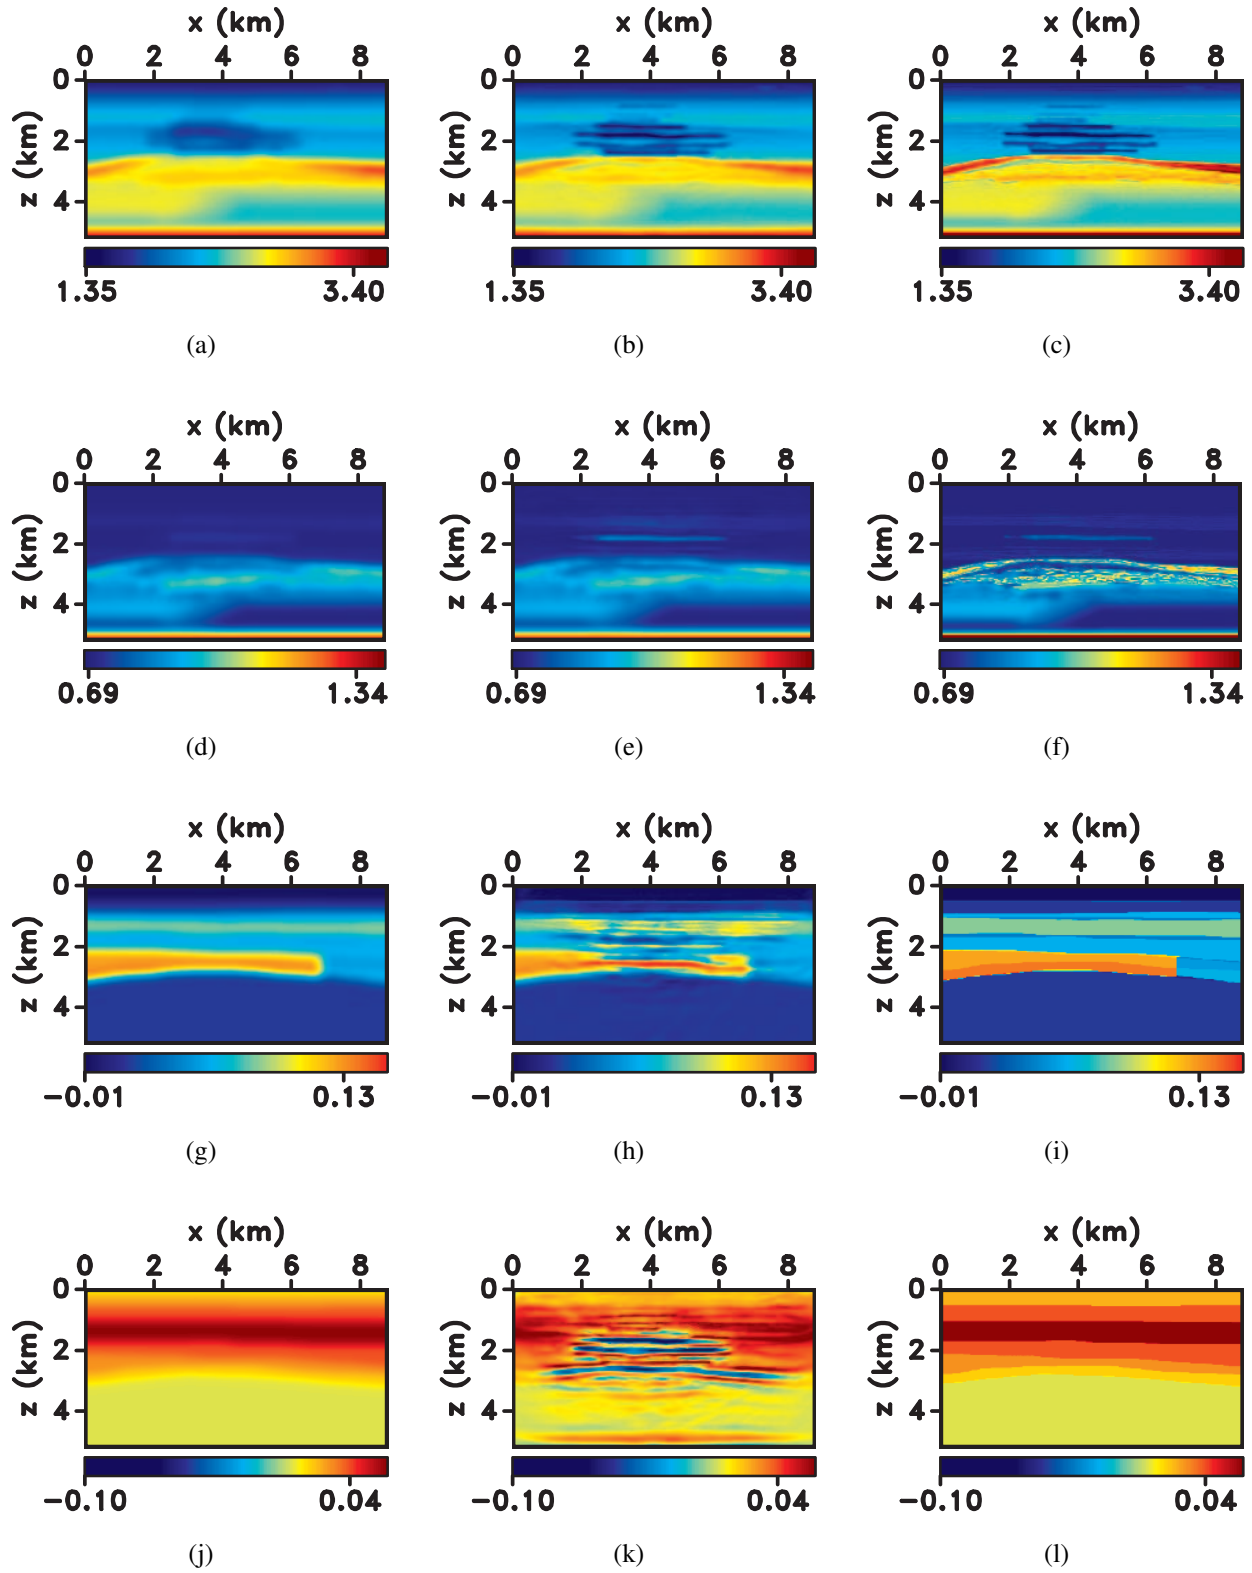 x (km) x (km) x (km)
0 2 4 6 8 0 2 4 6 8 0 2 4 6 8
0 0 0
2 2 2
4 4 4
z (km) z (km) z (km)
1.35 3.40 1.35 3.40 1.35 3.40
(a) (b) (c)
x (km) x (km) x (km)
0 2 4 6 8 0 2 4 6 8 0 2 4 6 8
0 0 0
2 2 2
4 4 4
z (km) z (km) z (km)
0.69 1.34 0.69 1.34 0.69 1.34
(d) (e) (f)
x (km) x (km) x (km)
0 2 4 6 8 0 2 4 6 8 0 2 4 6 8
0 0 0
2 2 2
4 4 4
z (km) z (km) z (km)
−0.01 0.13 −0.01 0.13 −0.01 0.13
(g) (h) (i)
x (km) x (km) x (km)
0 2 4 6 8 0 2 4 6 8 0 2 4 6 8
0 0 0
2 2 2
4 4 4
z (km) z (km) z (km)
−0.10 0.04 −0.10 0.04 −0.10 0.04
(j) (k) (l)